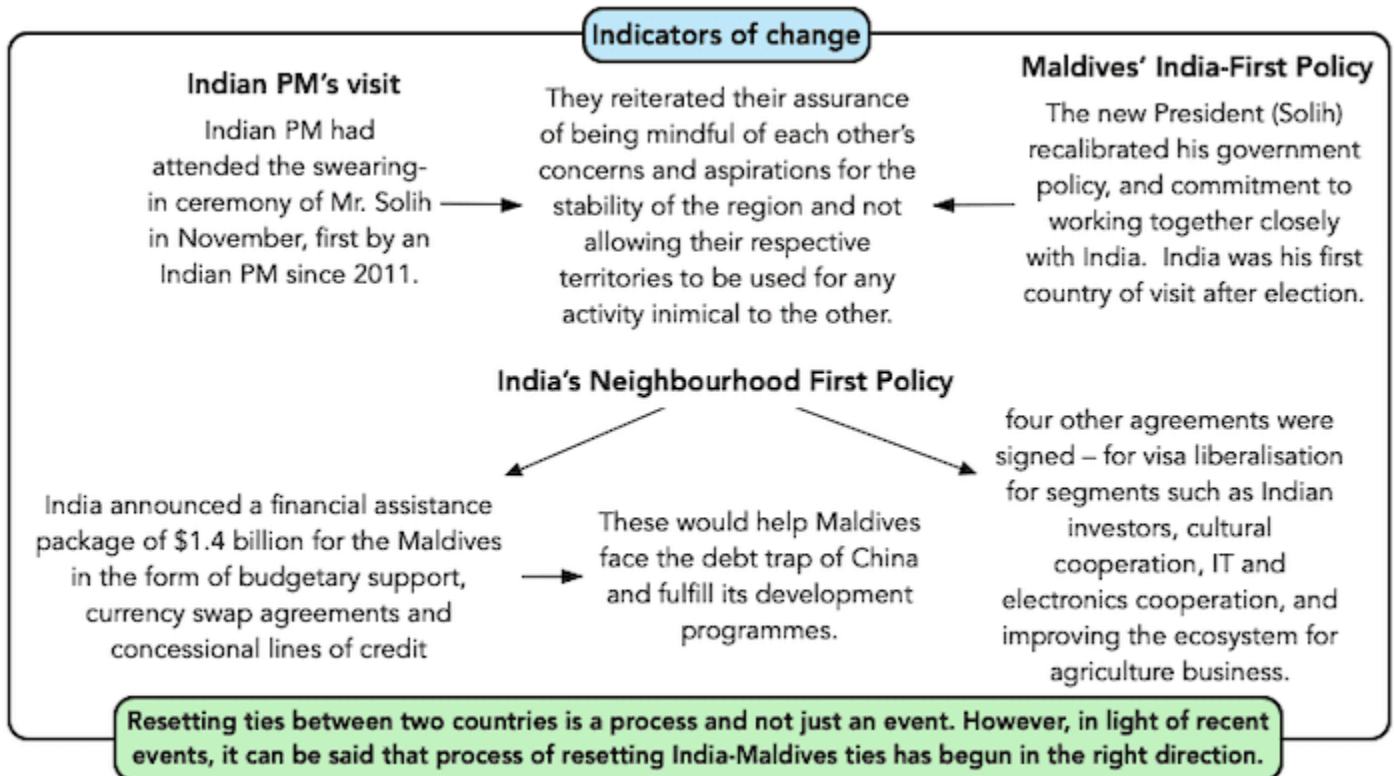 Indicators of change
Indian PM's visit
Indian PM had
attended the swearing-
in ceremony of Mr. Solih
in November, first by an
Indian PM since 2011.
They reiterated their assurance
of being mindful of each other's
concerns and aspirations for the
stability of the region and not
allowing their respective
territories to be used for any
activity inimical to the other.
Maldives' India-First Policy
The new President (Solih)
recalibrated his government
policy, and commitment to
working together closely
with India. India was his first
country of visit after election.
India's Neighbourhood First Policy
India announced a financial assistance
package of $1.4 billion for the Maldives
in the form of budgetary support,
currency swap agreements and
concessional lines of credit
These would help Maldives
face the debt trap of China
and fulfill its development
programmes.
four other agreements were
signed – for visa liberalisation
for segments such as Indian
investors, cultural
cooperation, IT and
electronics cooperation, and
improving the ecosystem for
agriculture business.
Resetting ties between two countries is a process and not just an event. However, in light of recent
events, it can be said that process of resetting India-Maldives ties has begun in the right direction.